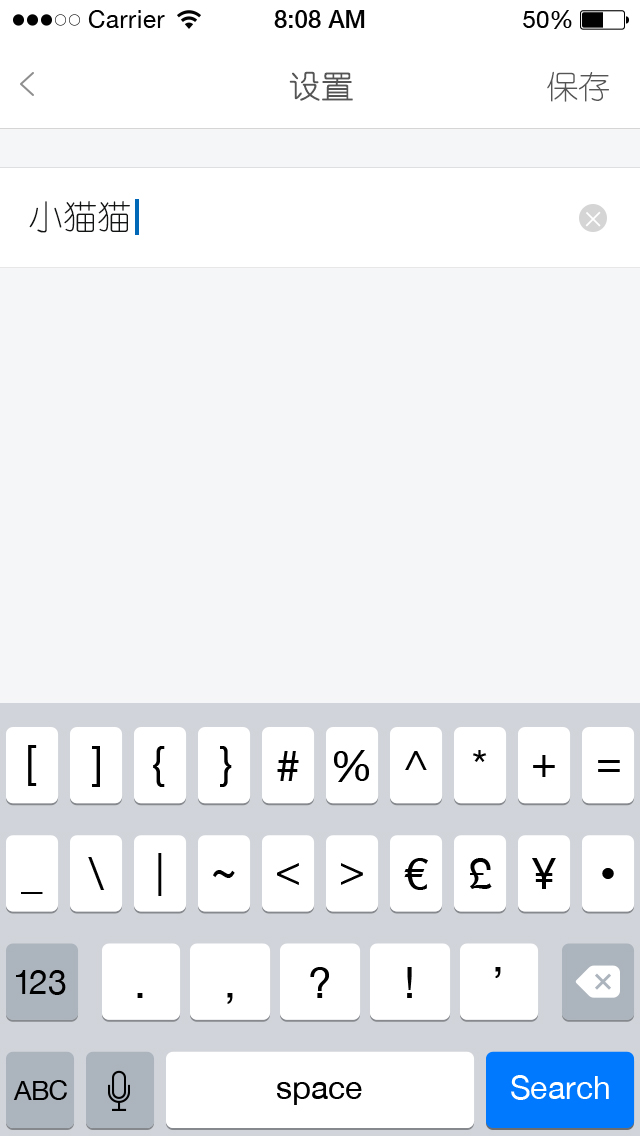 Carrier 8:08 AM 50%
设置 保存
小猫猫
[ ] { } # % ^ * + =
_ \ | ~ < > € £ ¥ •
123 . , ? ! ’
ABC space Search